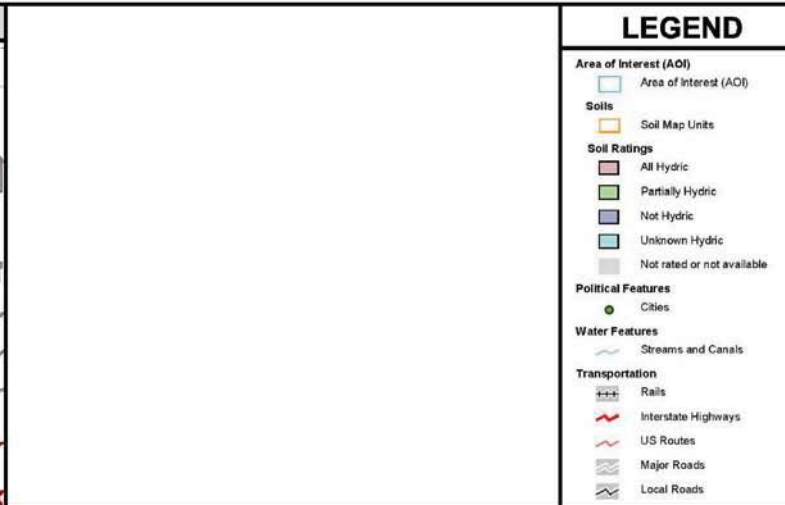 LEGEND
Area of Interest (AOI)
Area of Interest (AOI)
Soils
Soil Map Units
Soil Ratings
All Hydric
Partially Hydric
Not Hydric
Unknown Hydric
Not rated or not available
Political Features
Cities
Water Features
Streams and Canals
Transportation
Rails
Interstate Highways
US Routes
Major Roads
Local Roads